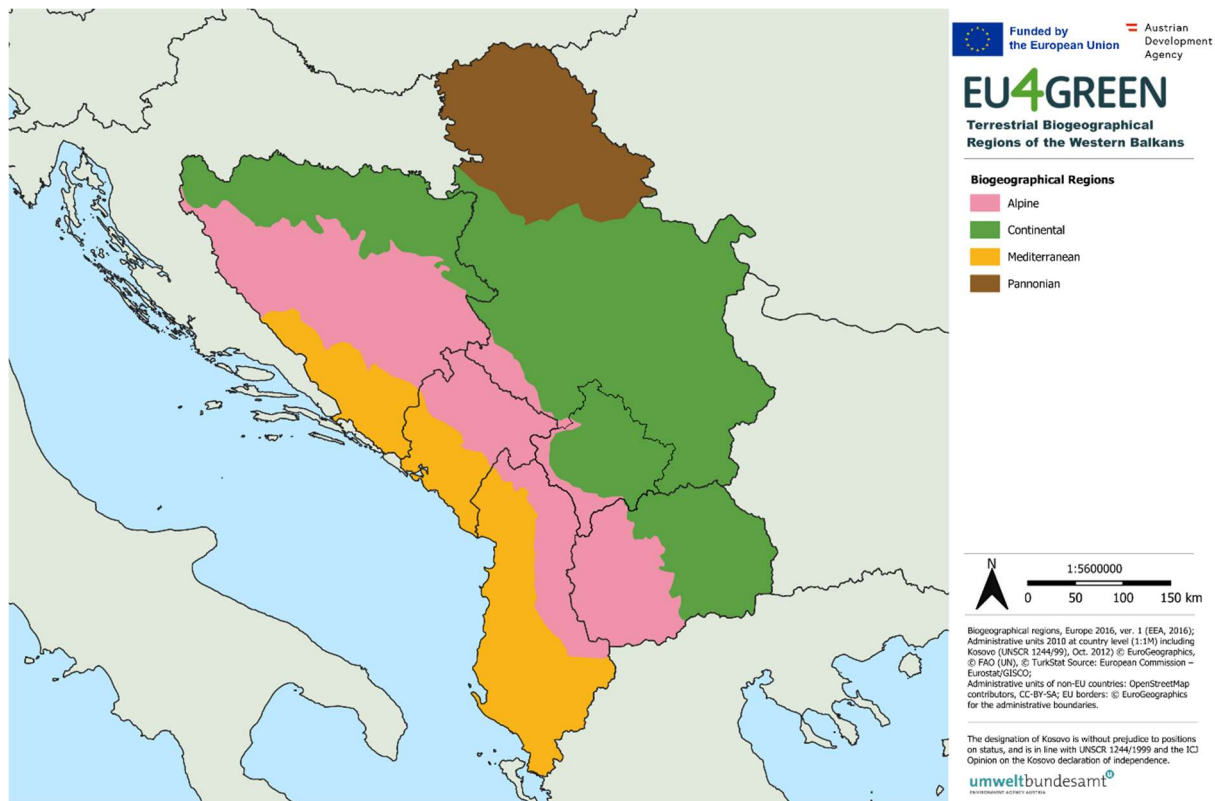 Funded by
the European Union
Austrian
Development
Agency
EU4GREEN
Terrestrial Biogeographical
Regions of the Western Balkans
Biogeographical Regions
Alpine
Continental
Mediterranean
Pannonian
N
1:5600000
0 50 100 150 km
Biogeographical regions, Europe 2016, ver. 1 (EEA, 2016);
Administrative units 2010 at country level (1:1M) including
Kosovo (UNSCR 1244/99), Oct. 2012) © EuroGeographics,
© FAO (UN), © TurkStat Source: European Commission –
Eurostat/GISCO;
Administrative units of non-EU countries: OpenStreetMap
contributors, CC-BY-SA; EU borders: © EuroGeographics
for the administrative boundaries.
The designation of Kosovo is without prejudice to positions
on status, and is in line with UNSCR 1244/1999 and the ICJ
Opinion on the Kosovo declaration of independence.
umweltbundesamt
ENVIRONMENT AGENCY AUSTRIA